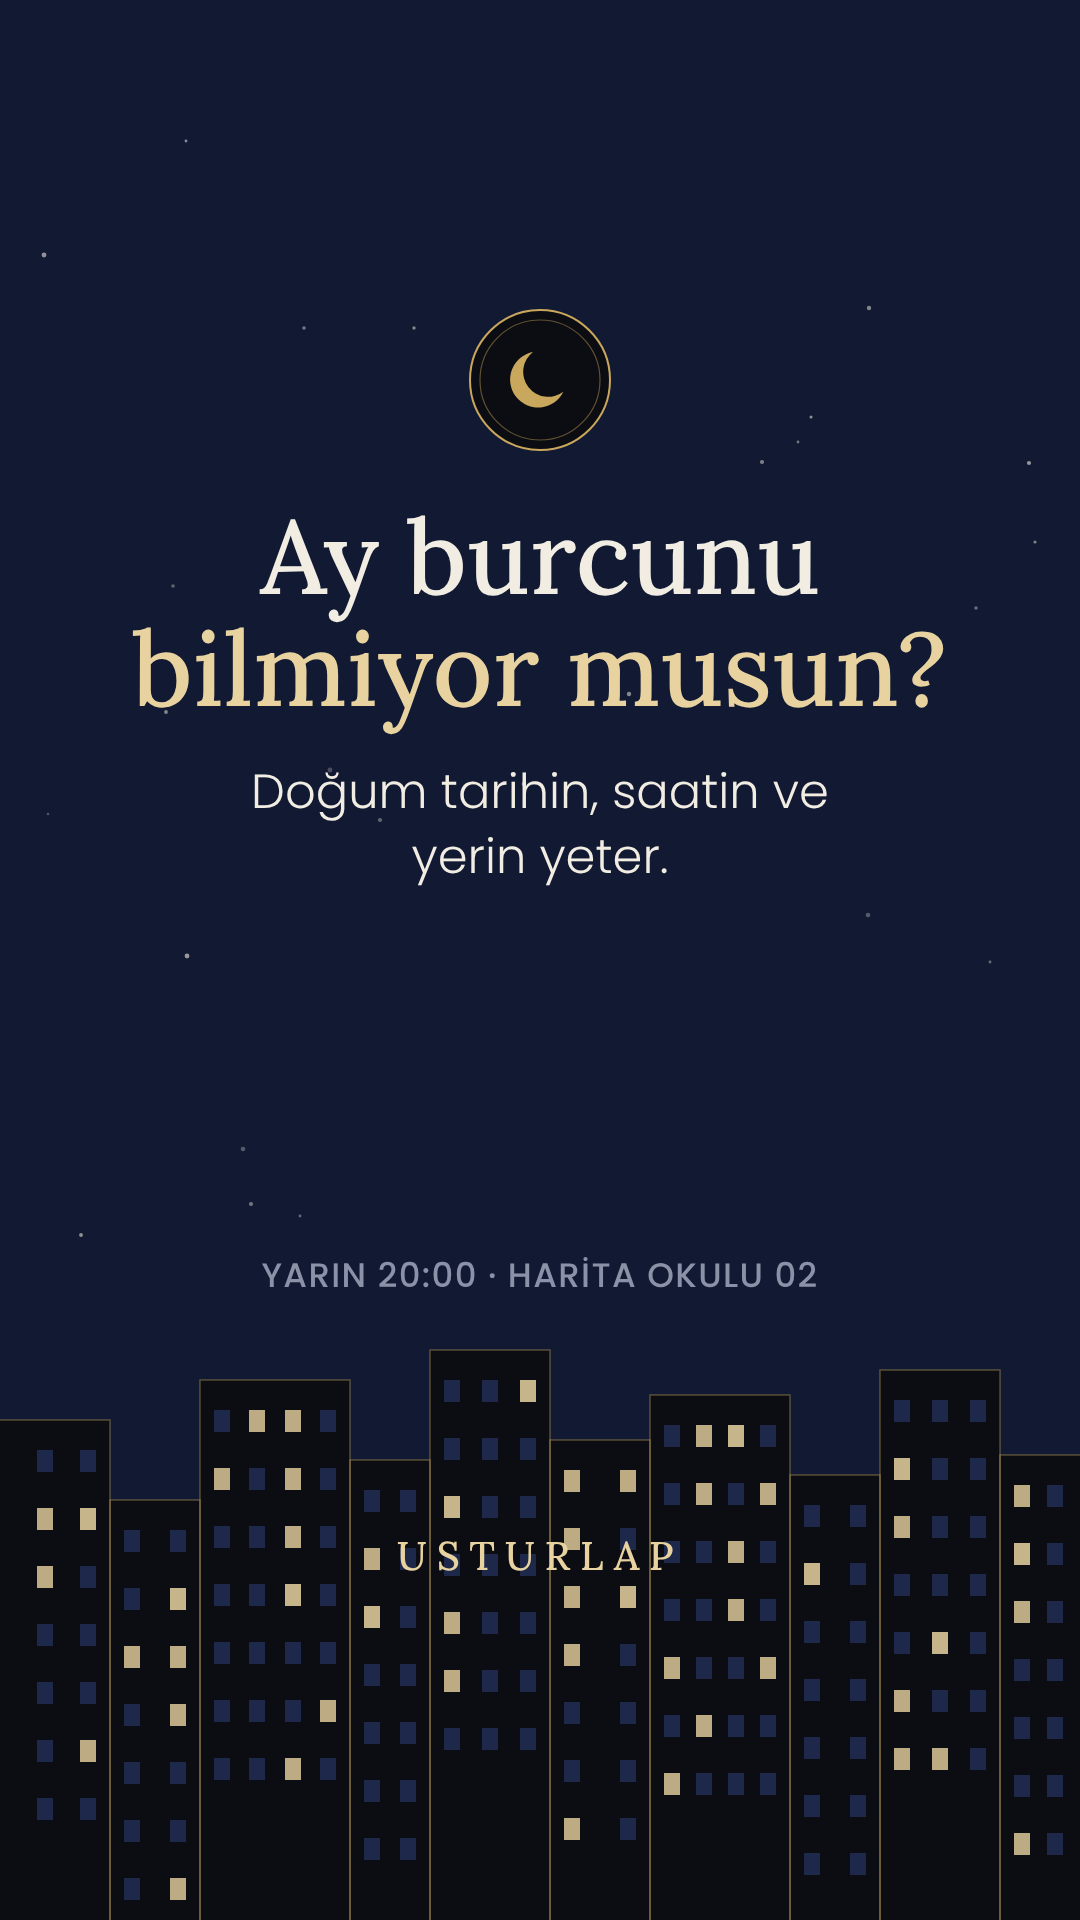 Ay burcunu
bilmiyor musun?
Doğum tarihin, saatin ve
yerin yeter.
YARIN 20:00 · HARİTA OKULU 02
USTURLAP